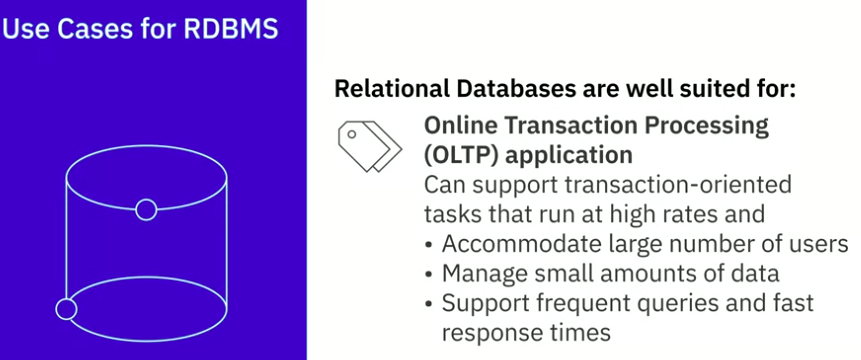 Use Cases for RDBMS
Relational Databases are well suited for:
Online Transaction Processing
(OLTP) application
Can support transaction-oriented
tasks that run at high rates and
• Accommodate large number of users
• Manage small amounts of data
• Support frequent queries and fast
response times